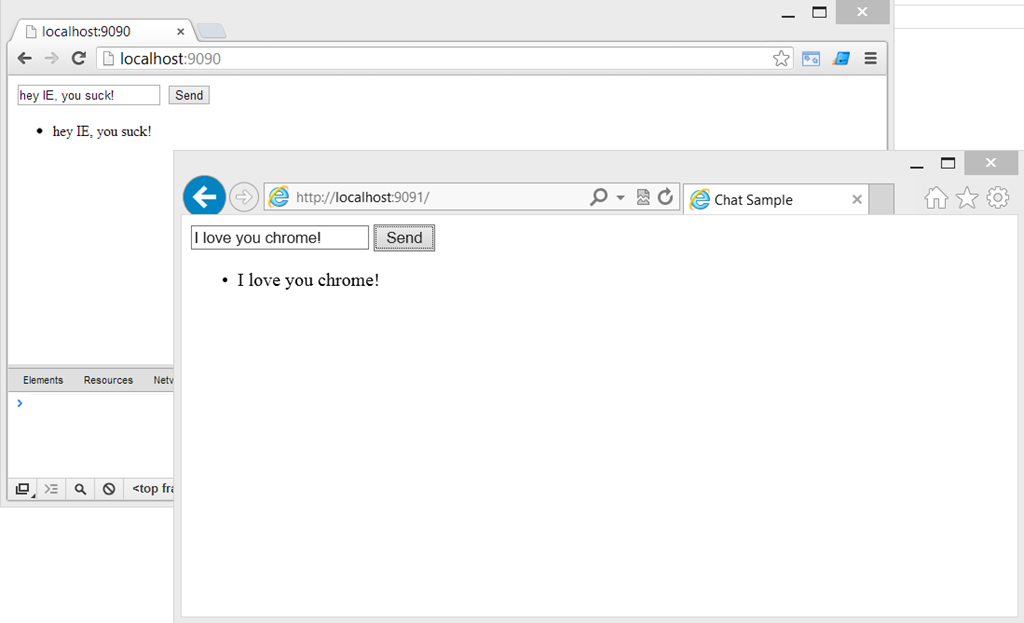 localhost:9090
localhost:9090
hey IE, you suck! Send
• hey IE, you suck!
http://localhost:9091/ Chat Sample
I love you chrome! Send
• I love you chrome!
Elements Resources Netv
<top fra